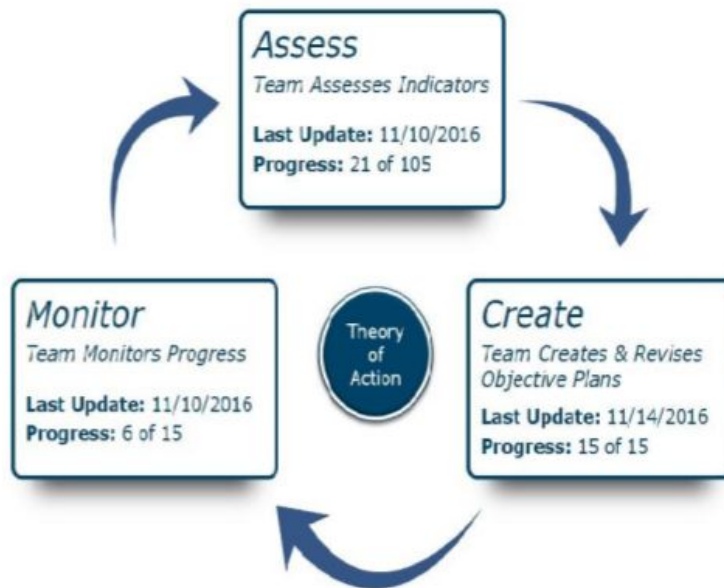 Assess
Team Assesses Indicators
Last Update: 11/10/2016
Progress: 21 of 105
Monitor
Team Monitors Progress
Last Update: 11/10/2016
Progress: 6 of 15
Theory
of
Action
Create
Team Creates & Revises
Objective Plans
Last Update: 11/14/2016
Progress: 15 of 15